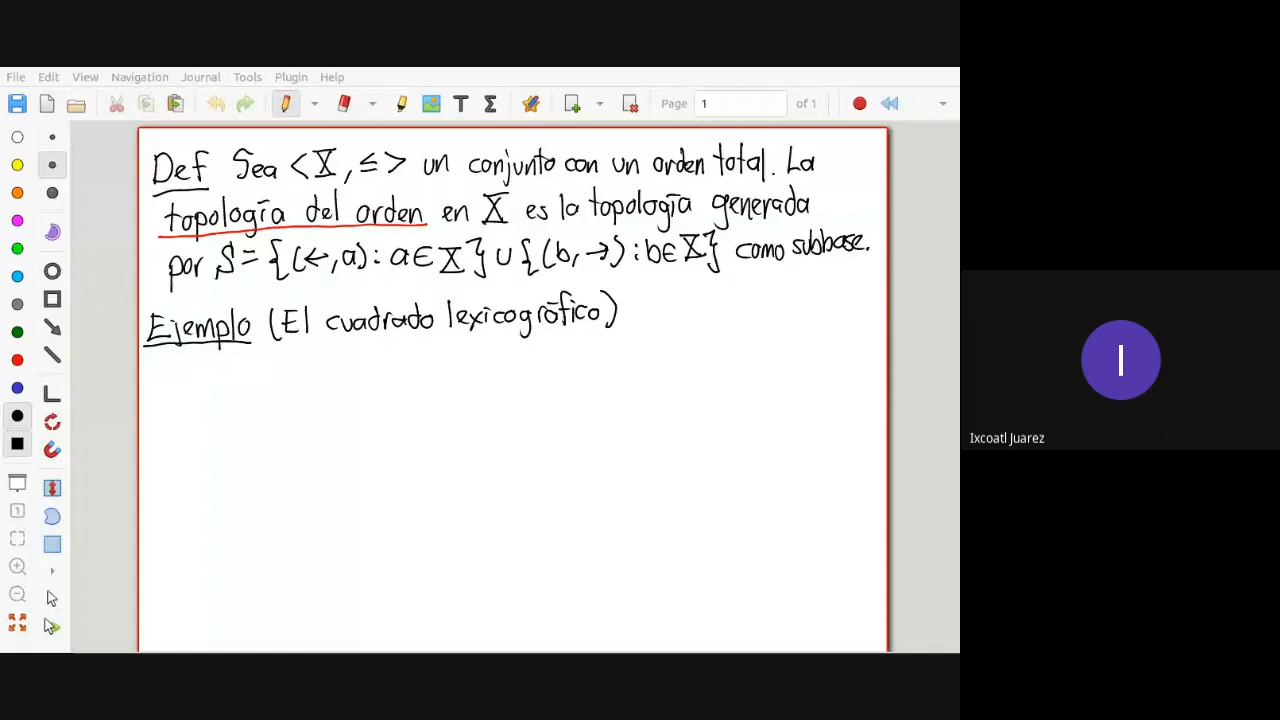 File Edit View Navigation Journal Tools Plugin Help
Page 1 of 1
Def Sea <X, ≤> un conjunto con un orden total. La
topología del orden en X es la topología generada
por S = {(←, a) : a ∈ X} ∪ {(b, →) : b ∈ X} como subbase.
Ejemplo (El cuadrado lexicográfico)
I
Ixcoatl Juarez